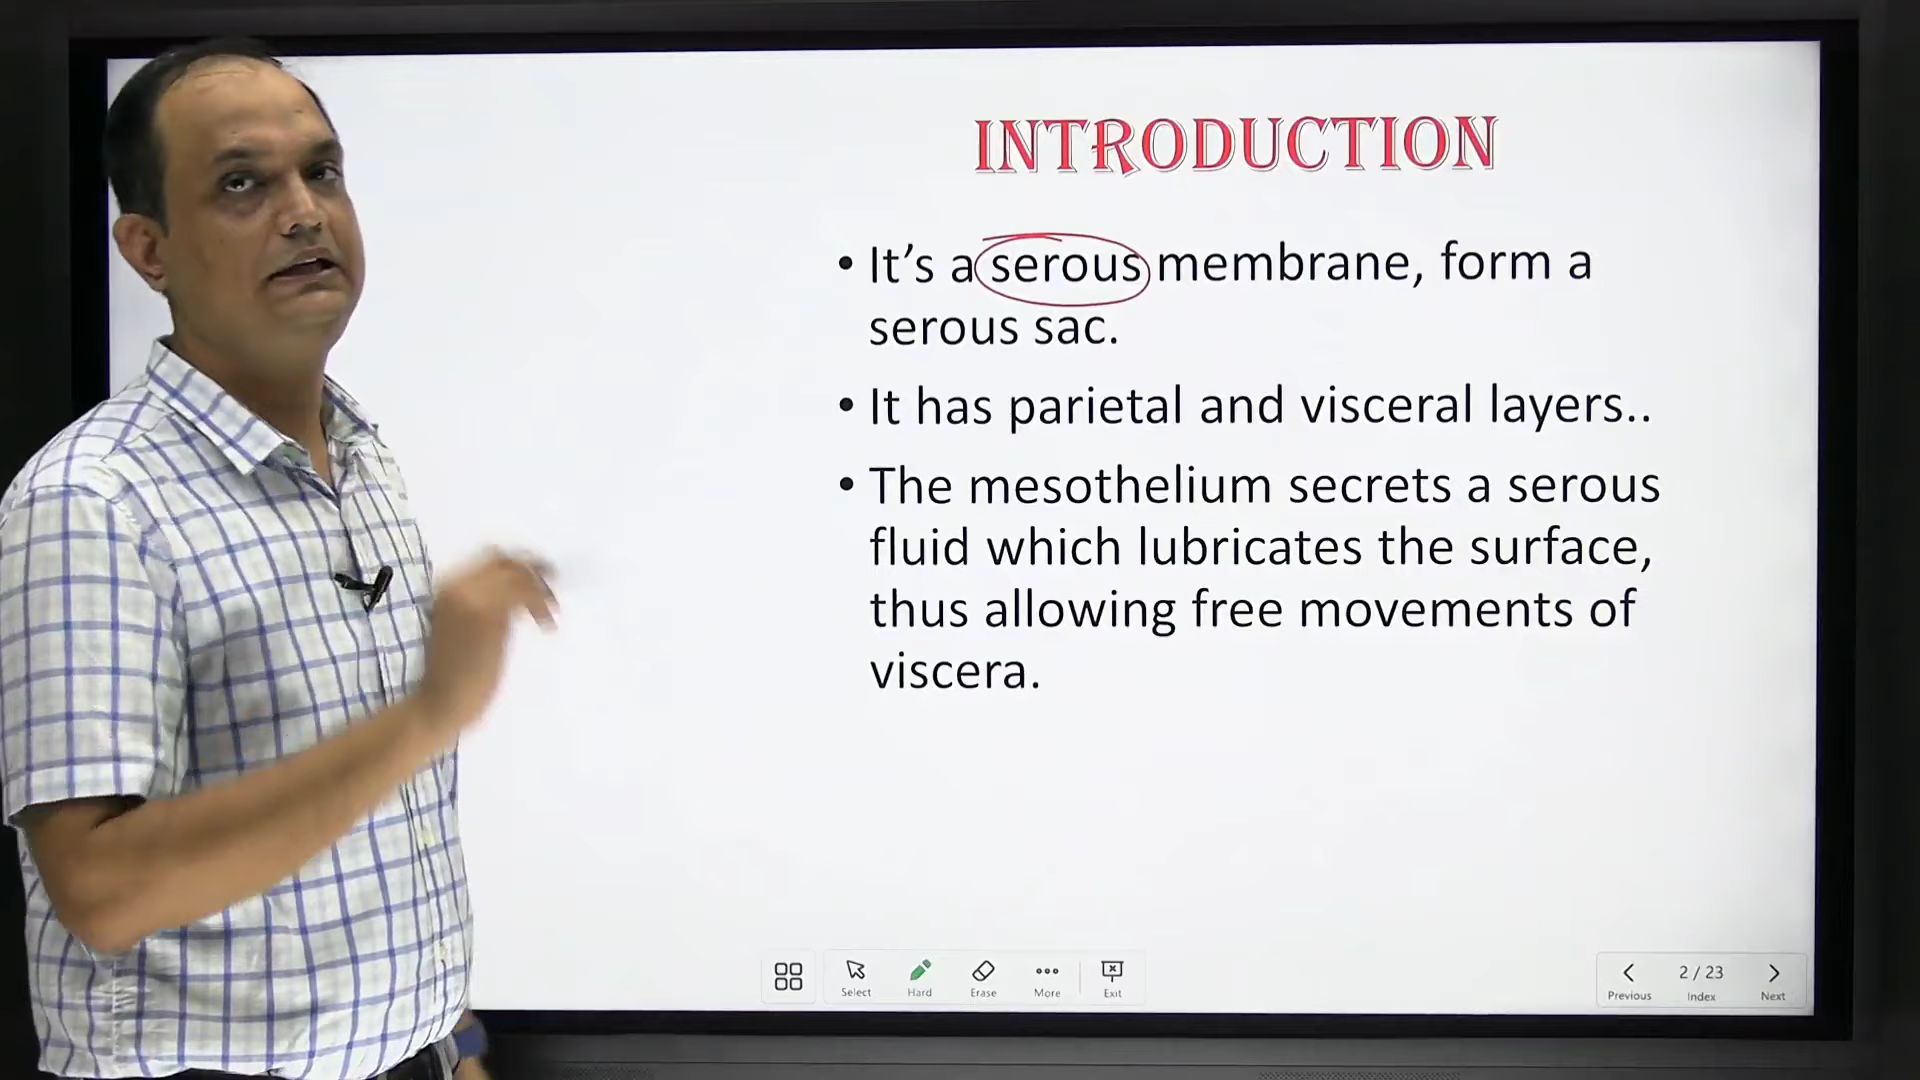 INTRODUCTION
• It's a serous membrane, form a
serous sac.
• It has parietal and visceral layers..
• The mesothelium secrets a serous
fluid which lubricates the surface,
thus allowing free movements of
viscera.
Select
Hard
Erase
More
Exit
2 / 23
Previous
Index
Next